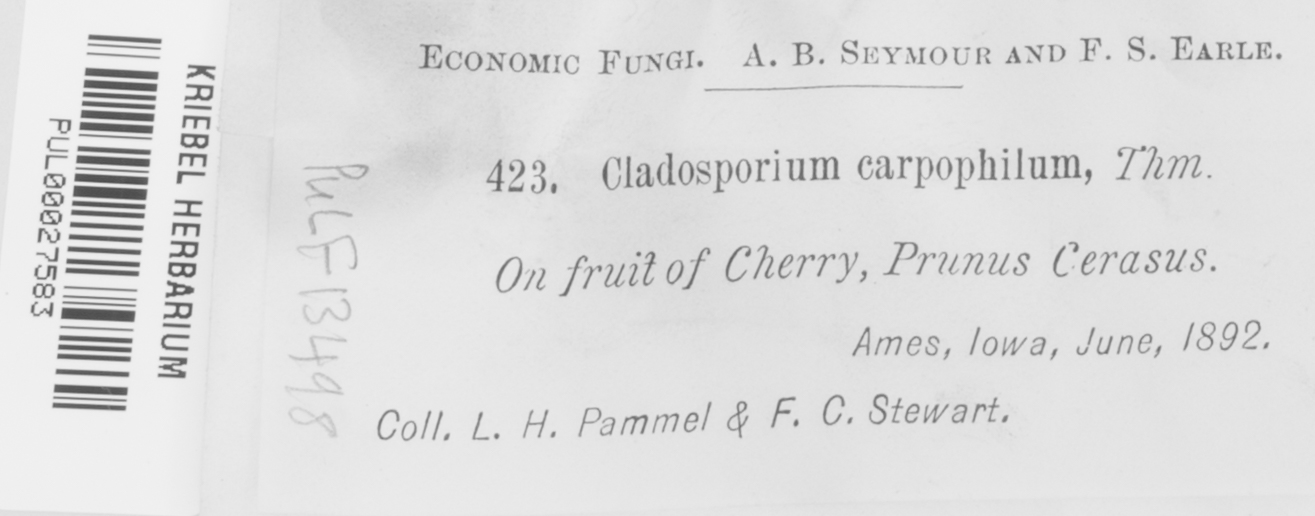 ECONOMIC FUNGI. A. B. SEYMOUR AND F. S. EARLE.
423. Cladosporium carpophilum, Thm.
On fruit of Cherry, Prunus Cerasus.
Ames, Iowa, June, 1892.
Coll. L. H. Pammel & F. C. Stewart.
KRIEBEL HERBARIUM
PUL00027583
PULF13498